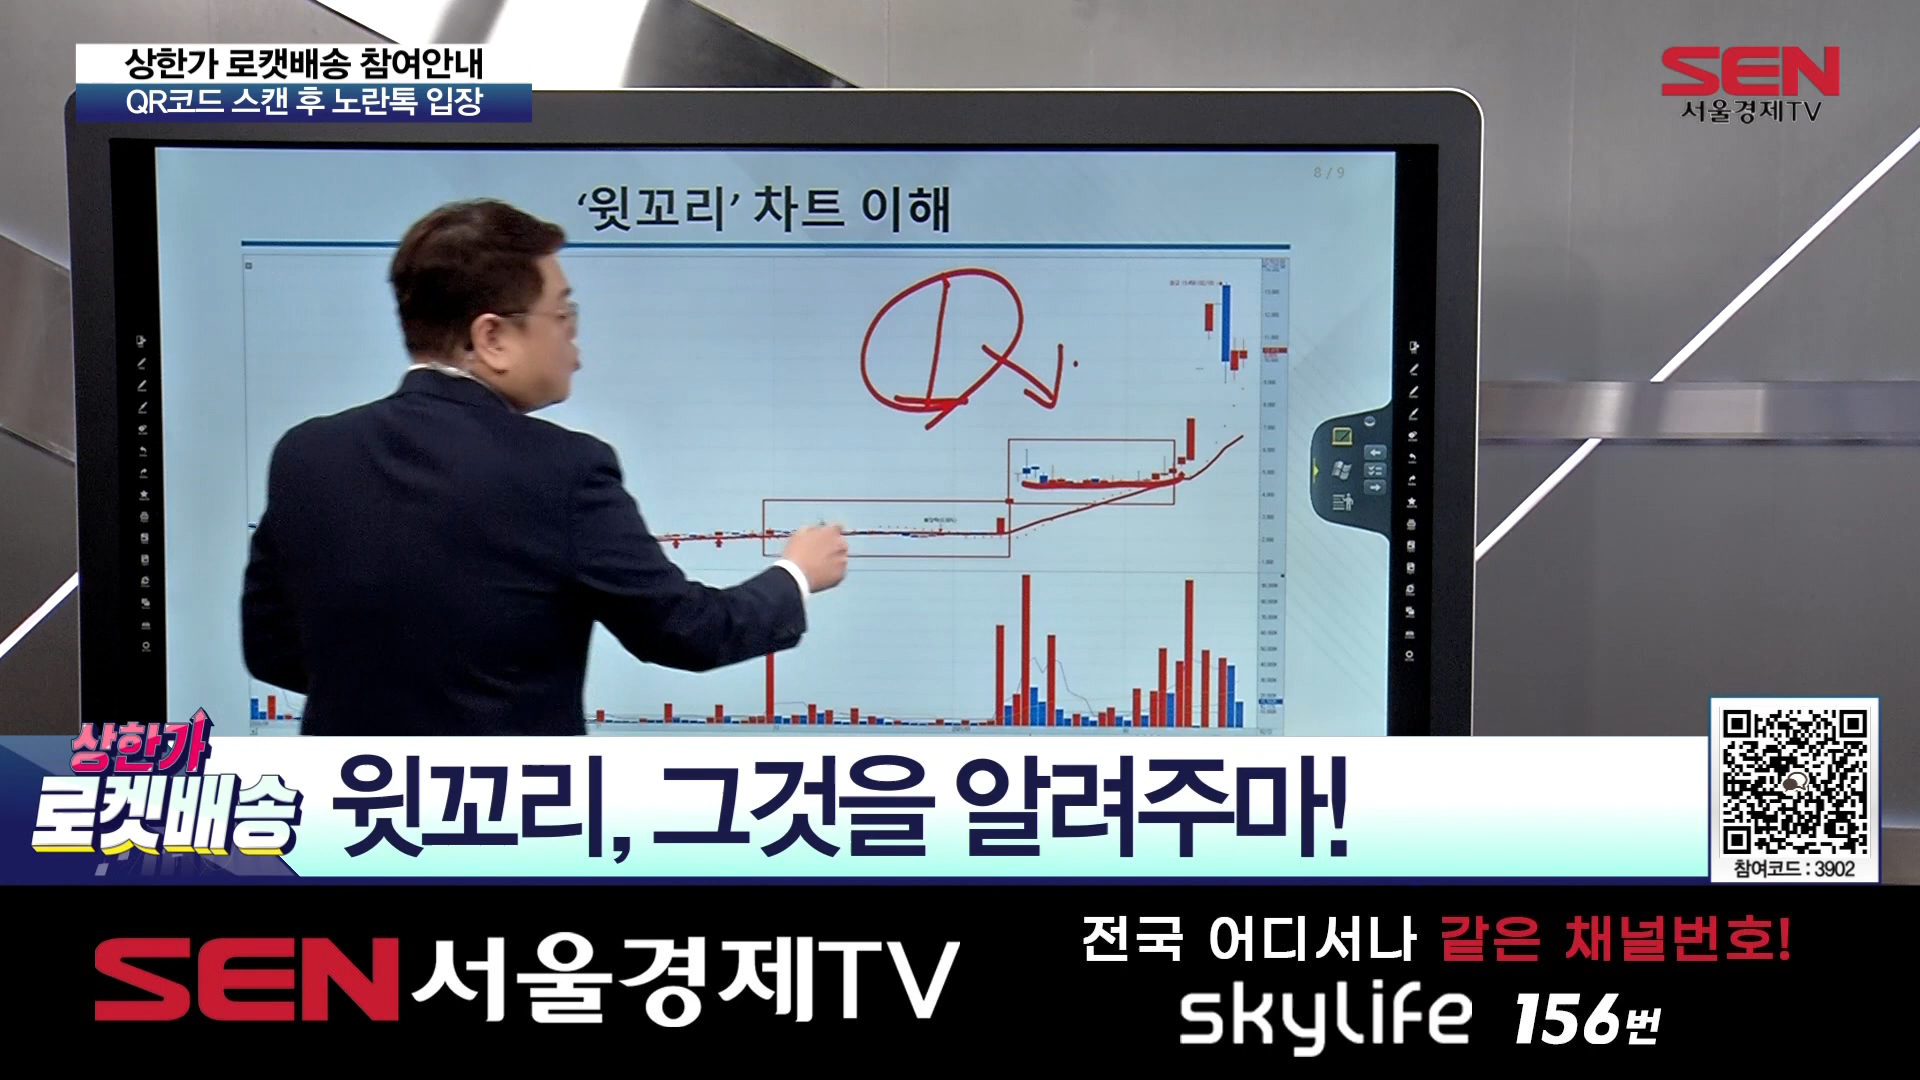 상한가 로캣배송 참여안내
QR코드 스캔 후 노란톡 입장
SEN
서울경제TV
8 / 9
‘윗꼬리’ 차트 이해
상한가
로켓배송
윗꼬리, 그것을 알려주마!
참여코드 : 3902
SEN 서울경제TV
전국 어디서나 같은 채널번호!
skylife 156번